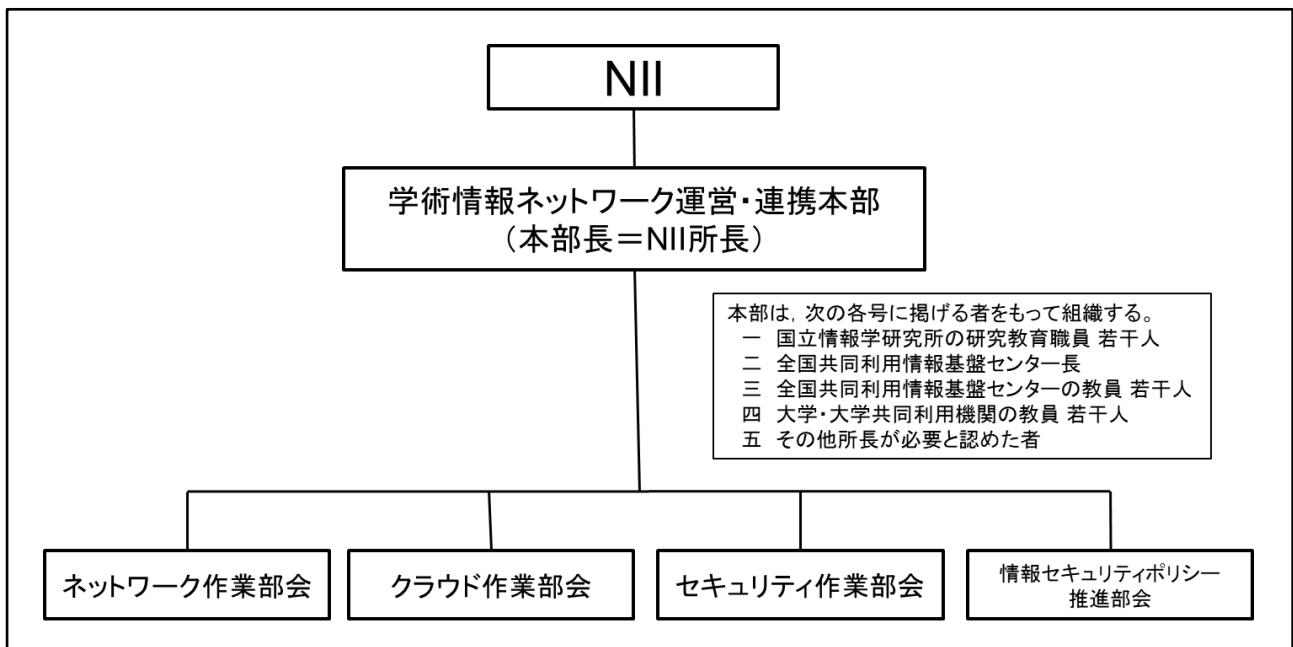 NII
学術情報ネットワーク運営・連携本部
（本部長＝NII所長）
本部は，次の各号に掲げる者をもって組織する。
一 国立情報学研究所の研究教育職員 若干人
二 全国共同利用情報基盤センター長
三 全国共同利用情報基盤センターの教員 若干人
四 大学・大学共同利用機関の教員 若干人
五 その他所長が必要と認めた者
ネットワーク作業部会
クラウド作業部会
セキュリティ作業部会
情報セキュリティポリシー
推進部会